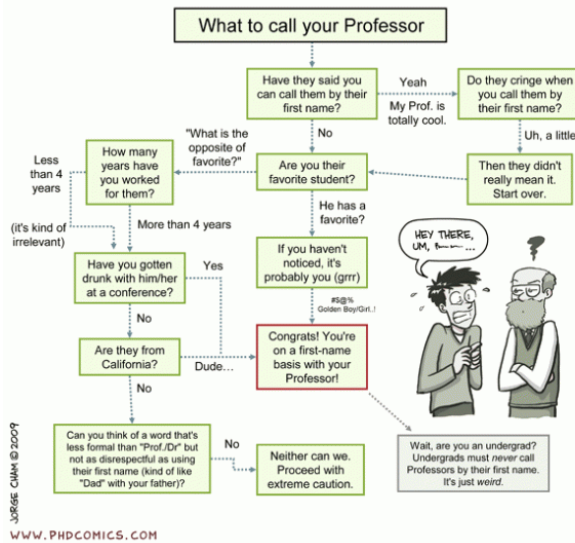 What to call your Professor
Have they said you
can call them by their
first name?
Yeah
My Prof. is
totally cool.
Do they cringe when
you call them by
their first name?
Uh, a little
Then they didn't
really mean it.
Start over.
No
Are you their
favorite student?
"What is the
opposite of
favorite?"
How many
years have
you worked
for them?
Less
than 4
years
(it's kind of
irrelevant)
More than 4 years
He has a
favorite?
If you haven't
noticed, it's
probably you (grrr)
#$@%
Golden Boy/Girl..!
Have you gotten
drunk with him/her
at a conference?
Yes
No
Are they from
California?
Dude...
Congrats! You're
on a first-name
basis with your
Professor!
No
Can you think of a word that's
less formal than "Prof./Dr" but
not as disrespectful as using
their first name (kind of like
"Dad" with your father)?
No
Neither can we.
Proceed with
extreme caution.
Wait, are you an undergrad?
Undergrads must never call
Professors by their first name.
It's just weird.
HEY THERE,
UM,
?
JORGE CHAM © 2009
WWW.PHDCOMICS.COM